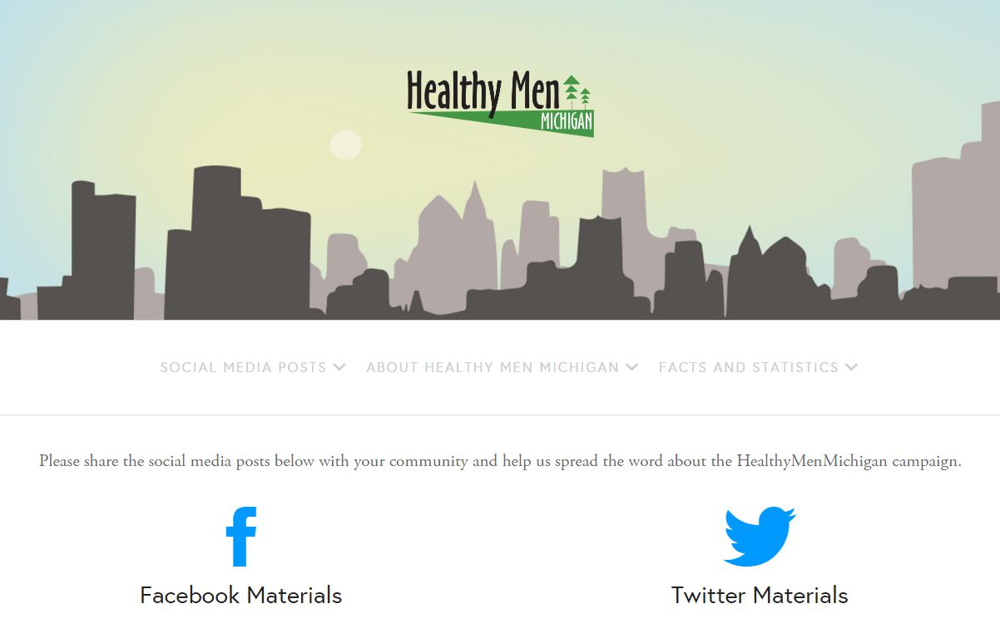 Healthy Men
MICHIGAN
SOCIAL MEDIA POSTS ABOUT HEALTHY MEN MICHIGAN FACTS AND STATISTICS
Please share the social media posts below with your community and help us spread the word about the HealthyMenMichigan campaign.
Facebook Materials Twitter Materials